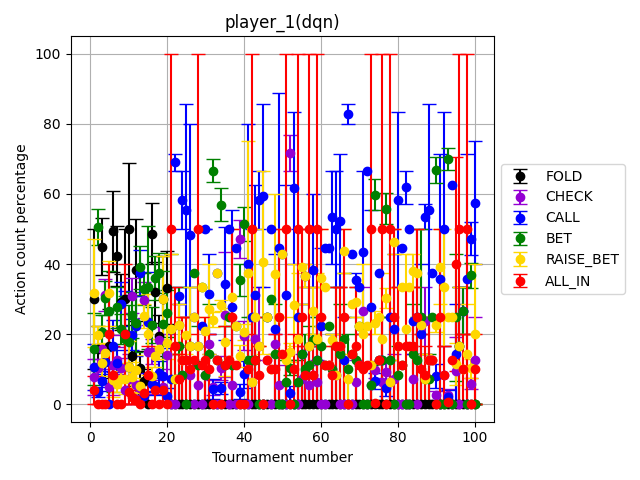 player_1(dqn)
Action count percentage
100
80
60
40
20
0
0 20 40 60 80 100
Tournament number
FOLD
CHECK
CALL
BET
RAISE_BET
ALL_IN